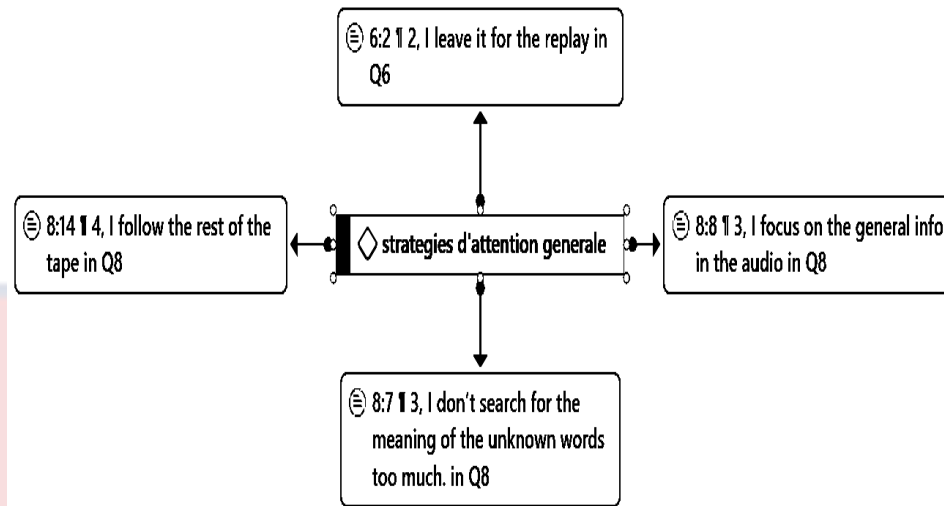 6:2 ¶ 2, I leave it for the replay in
Q6
8:14 ¶ 4, I follow the rest of the
tape in Q8
strategies d'attention generale
8:8 ¶ 3, I focus on the general info
in the audio in Q8
8:7 ¶ 3, I don't search for the
meaning of the unknown words
too much. in Q8